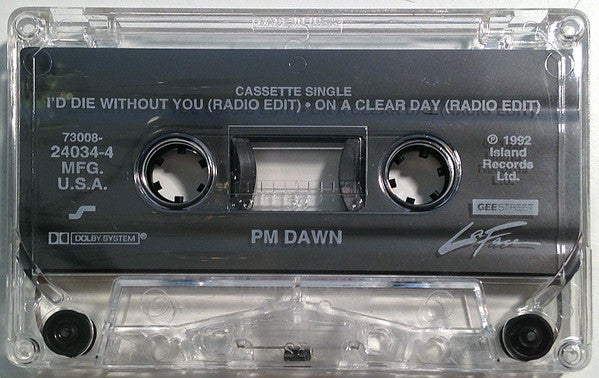 CASSETTE SINGLE
I'D DIE WITHOUT YOU (RADIO EDIT) • ON A CLEAR DAY (RADIO EDIT)
73008-
24034-4
MFG.
U.S.A.
℗ 1992
Island
Records
Ltd.
GEE STREET
DOLBY SYSTEM®
PM DAWN
LaFace